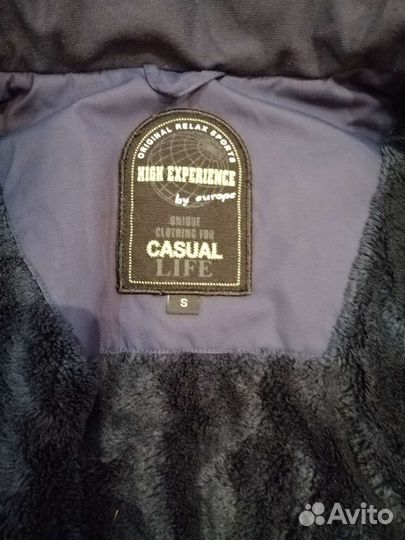 ORIGINAL RELAX SPORTS
HIGH EXPERIENCE
by europe
UNIQUE
CLOTHING FOR
CASUAL
LIFE
S
Avito